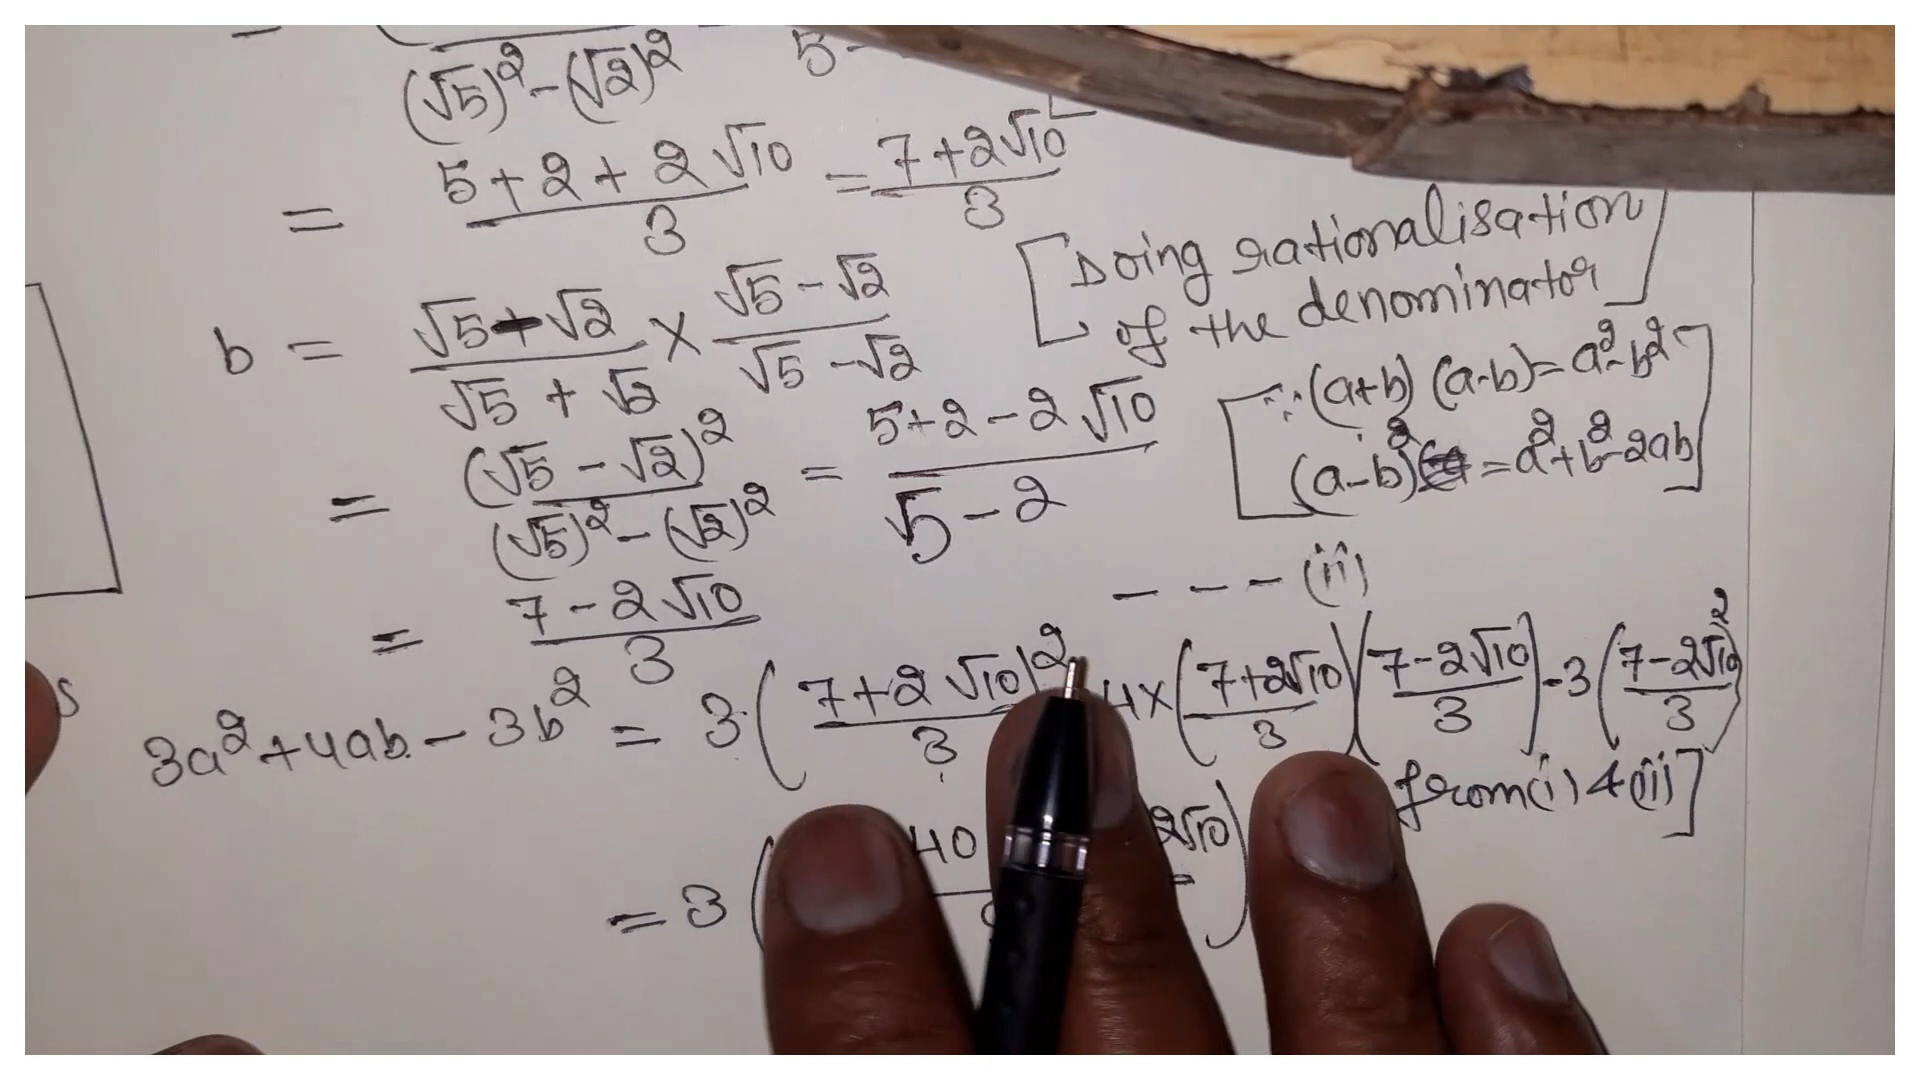 (√5)²-(√2)² 5-
= 5+2+2√10/3 = 7+2√10/3
[Doing rationalisation of the denominator]
b = √5-√2/√5+√2 × √5-√2/√5-√2
[∵(a+b)(a-b)=a²-b²
(a-b)²=a²+b²-2ab]
= (√5-√2)²/(√5)²-(√2)² = 5+2-2√10/5-2
= 7-2√10/3 ---(ii)
3a²+4ab-3b² = 3(7+2√10/3)² 4×(7+2√10/3)(7-2√10/3)-3(7-2√10/3)²
from(i)&(ii)]
= 3( 40 2√10)
s